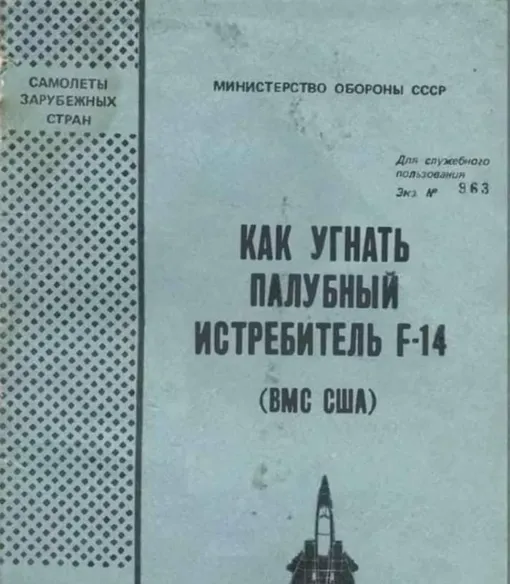 САМОЛЕТЫ
ЗАРУБЕЖНЫХ
СТРАН
МИНИСТЕРСТВО ОБОРОНЫ СССР
Для служебного
пользования
Экз. № 963
КАК УГНАТЬ
ПАЛУБНЫЙ
ИСТРЕБИТЕЛЬ F-14
(ВМС США)